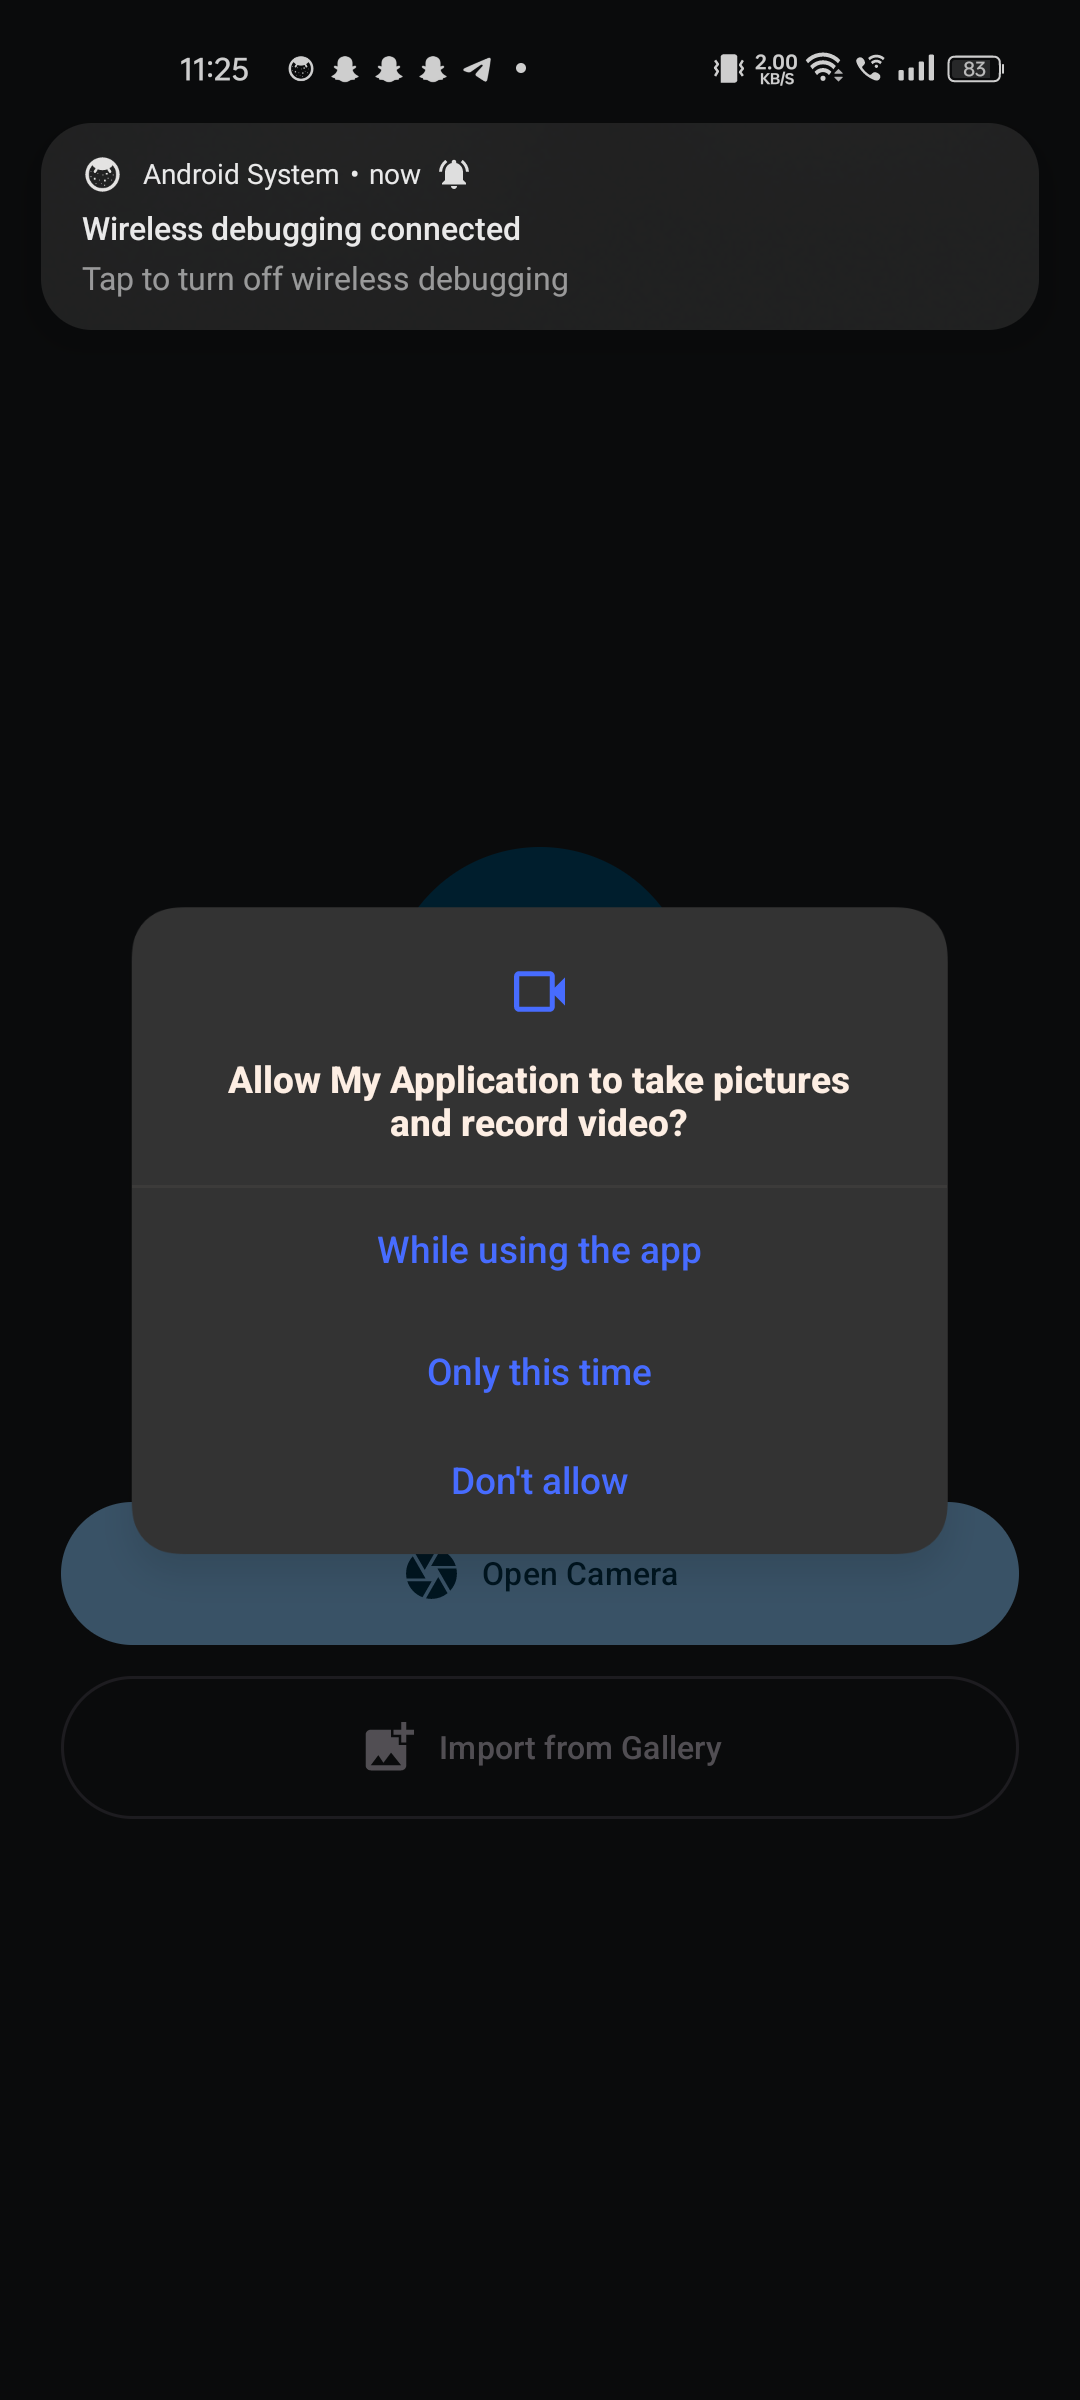 11:25
2.00
KB/S
83
Android System • now
Wireless debugging connected
Tap to turn off wireless debugging
Allow My Application to take pictures
and record video?
While using the app
Only this time
Don't allow
Open Camera
Import from Gallery